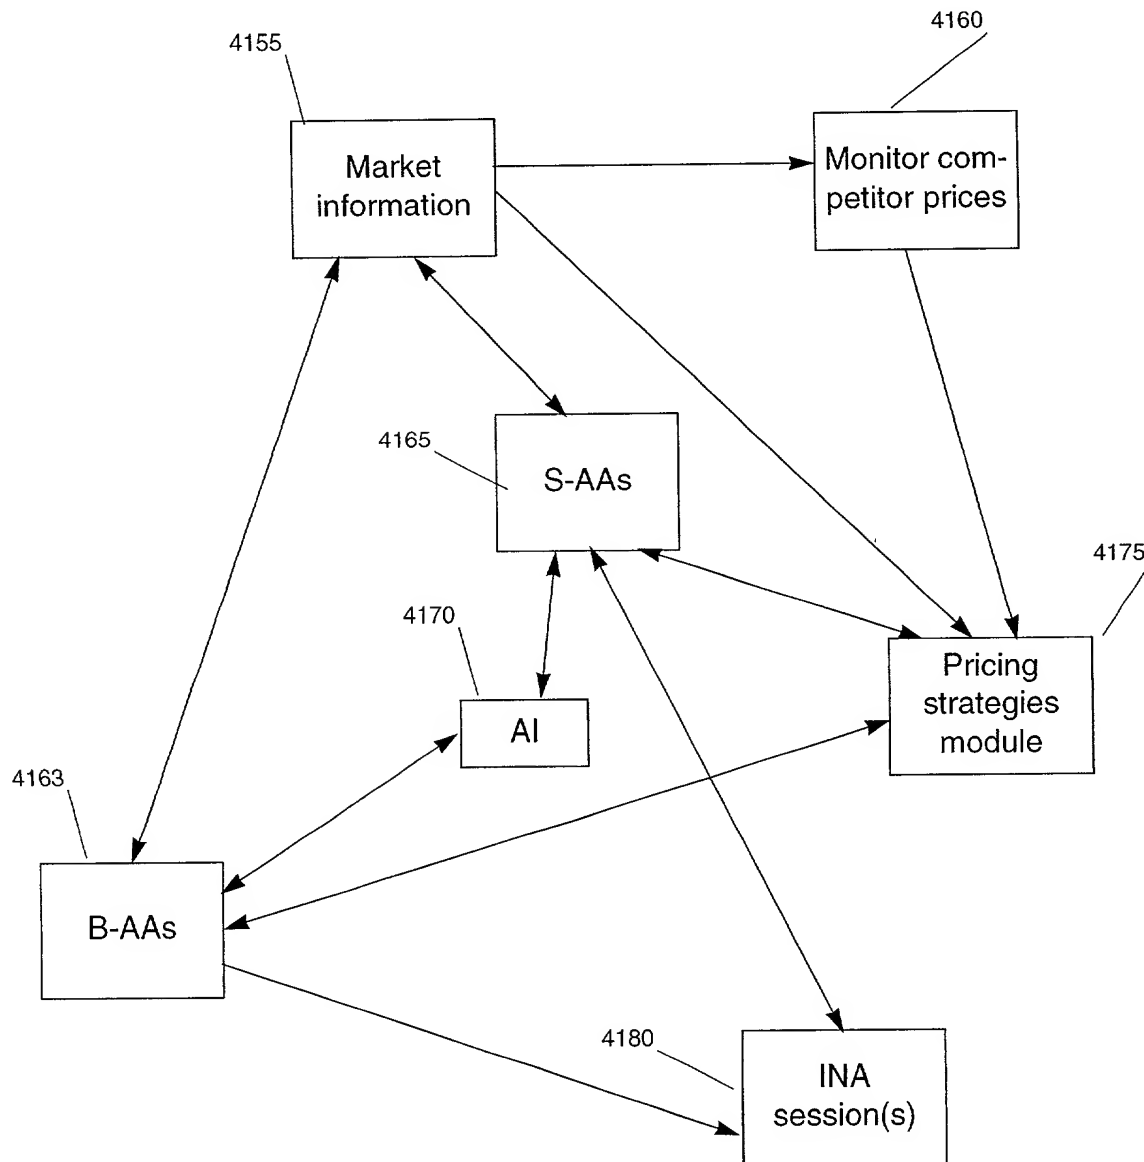 4160
4155
Market
information
Monitor com-
petitor prices
4165
S-AAs
4175
4170
Pricing
strategies
module
AI
4163
B-AAs
4180
INA
session(s)